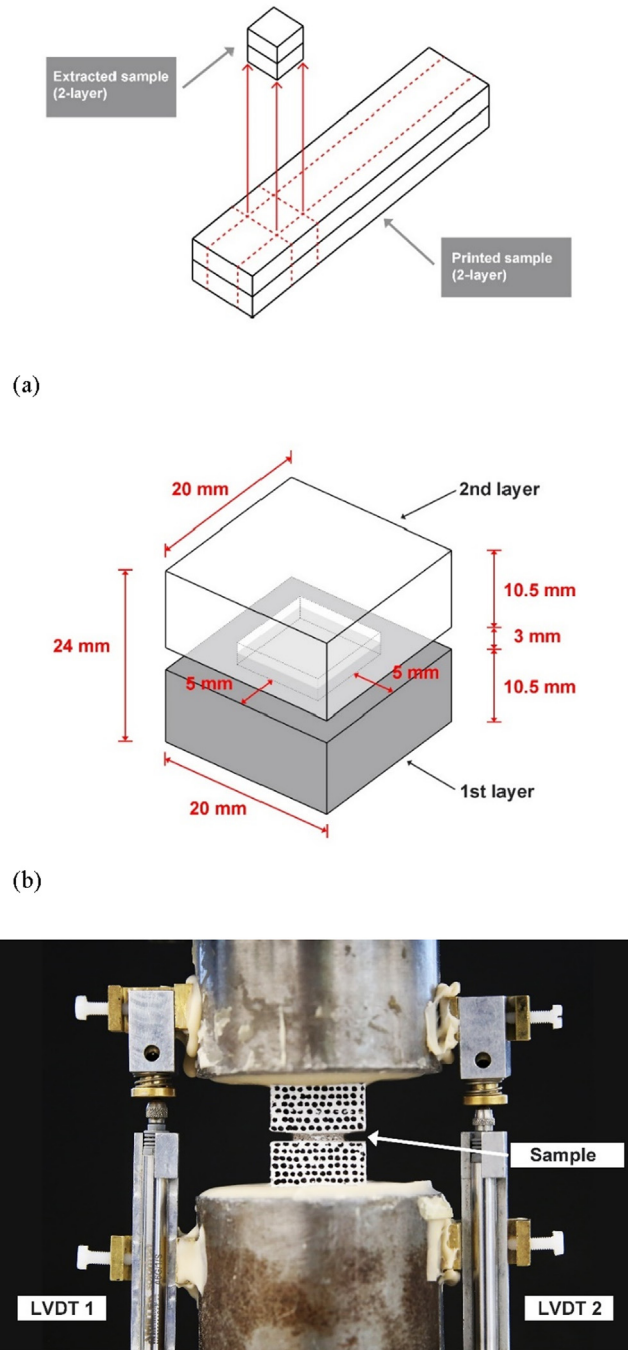 Extracted sample
(2-layer)
Printed sample
(2-layer)
(a)
20 mm
2nd layer
10.5 mm
24 mm
3 mm
5 mm
5 mm
10.5 mm
1st layer
20 mm
(b)
Sample
LVDT 1
LVDT 2